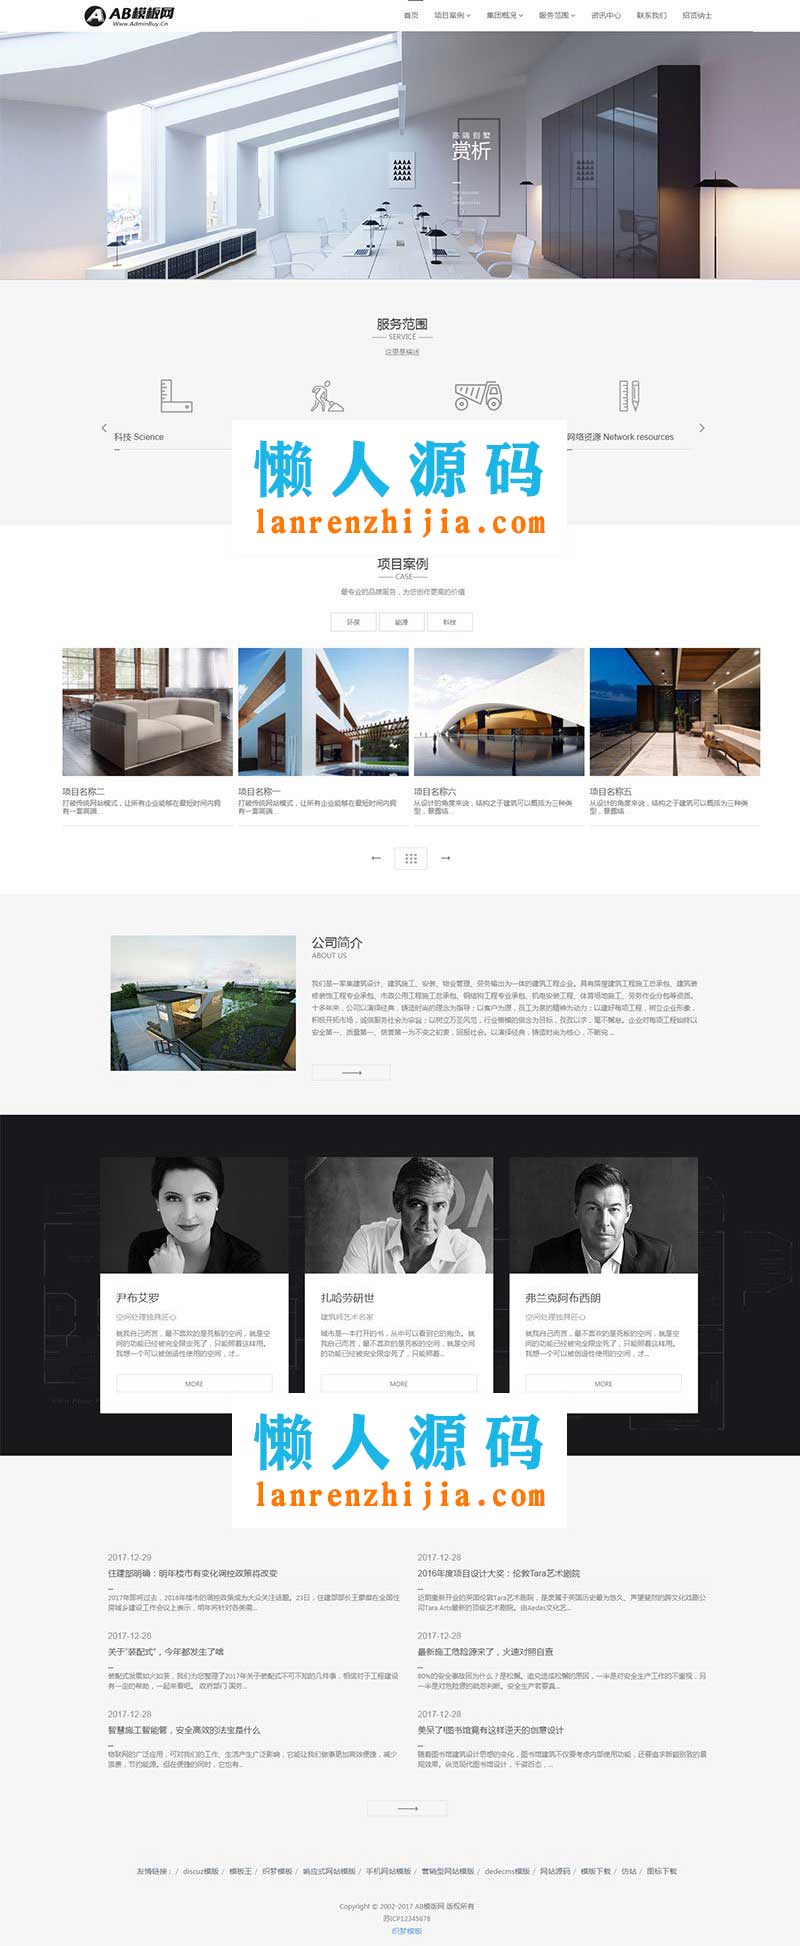 AB模板网
Www.AdminBuy.Cn
首页 项目案例 集团概况 服务范围 资讯中心 联系我们 招贤纳士
高端别墅
赏析
服务范围
SERVICE
这里是描述
科技 Science
网络资源 Network resources
懒人源码
lanrenzhijia.com
项目案例
CASE
最专业的品牌服务,为您创作更高的价值
环保 能源 科技
项目名称二
打破传统网站模式,让所有企业能够在最短时间内拥
有一套高端...
项目名称一
打破传统网站模式,让所有企业能够在最短时间内拥
有一套高端...
项目名称六
从设计的角度来说,结构之于建筑可以概括为三种类
型,暴露结...
项目名称五
从设计的角度来说,结构之于建筑可以概括为三种类
型,暴露结...
公司简介
ABOUT US
我们是一家集建筑设计、建筑施工、安装、物业管理、劳务输出为一体的建筑工程企业。具有房屋建筑工程施工总承包、建筑装
修装饰工程专业承包、市政公用工程施工总承包、钢结构工程专业承包、机电安装工程、体育场地施工、劳务作业分包等资质。
十多年来,公司以演绎经典,铸造时尚的理念为指导;以客户为源,员工为泉的精神为动力;以建好每项工程,树立企业形象,
积极开拓市场,诚信服务社会为宗旨;以树立万圣风范,行业楷模的信念为目标,孜孜以求,毫不懈怠。企业对每项工程始终以
安全第一、质量第一、信誉第一为不变之初衷,回报社会。以演绎经典,铸造时尚为核心,不断完 ...
尹布艾罗
空间处理独具匠心
就我自己而言,最不喜欢的是死板的空间,就是空
间的功能已经被完全限定死了,只能照着这样用。
我想一个可以被创造性使用的空间,才...
MORE
扎哈劳研世
建筑师艺术名家
城市是一本打开的书,从中可以看到它的抱负。就
我自己而言,最不喜欢的是死板的空间,就是空间
的功能已经被完全限定死了,只能照着...
MORE
弗兰克阿布西朗
空间处理独具匠心
就我自己而言,最不喜欢的是死板的空间,就是空
间的功能已经被完全限定死了,只能照着这样用。
我想一个可以被创造性使用的空间,才...
MORE
懒人源码
lanrenzhijia.com
2017-12-29
住建部明确:明年楼市有变化调控政策将改变
2017年即将过去,2018年楼市的调控政策成为大众关注话题。23日,住建部部长王蒙徽在全国住
房城乡建设工作会议上表示,明年将针对各类需...
2017-12-28
2016年度项目设计大奖:伦敦Tara艺术剧院
近期重新开业的英国伦敦Tara艺术剧院,是隶属于英国历史最为悠久、声望斐然的跨文化戏剧公
司Tara Arts最新的顶级艺术剧院。由Aedas文化艺...
2017-12-28
关于“装配式”,今年都发生了啥
装配式发展如火如荼,我们为您整理了2017年关于装配式不可不知的几件事,相信对于工程建设
有一定的帮助,一起来看吧。 政府部门 国务...
2017-12-28
最新施工危险源来了,火速对照自查
80%的安全事故因为什么?是松懈。追究造成松懈的原因,一半是对安全生产工作的不重视,另
一半是对危险源的疏忽判断。安全生产若要真...
2017-12-28
智慧施工智能管,安全高效的法宝是什么
物联网的广泛应用,可对我们的工作、生活产生广泛影响,它能让我们做事更加高效便捷,减少
浪费,节约能源。但在便捷的同时,它也有...
2017-12-28
美呆了!图书馆竟有这样逆天的创意设计
随着图书馆建筑设计思想的变化,图书馆建筑不仅要考虑内部使用功能,还要追求新颖别致的景
观效果。纵览现代图书馆设计,千姿百态,...
友情链接: / discuz模版 / 模板王 / 织梦模板 / 响应式网站模版 / 手机网站模版 / 营销型网站模版 / dedecms模版 / 网站源码 / 模版下载 / 仿站 / 图标下载
Copyright © 2002-2017 AB模版网 版权所有
苏ICP12345678
织梦模板